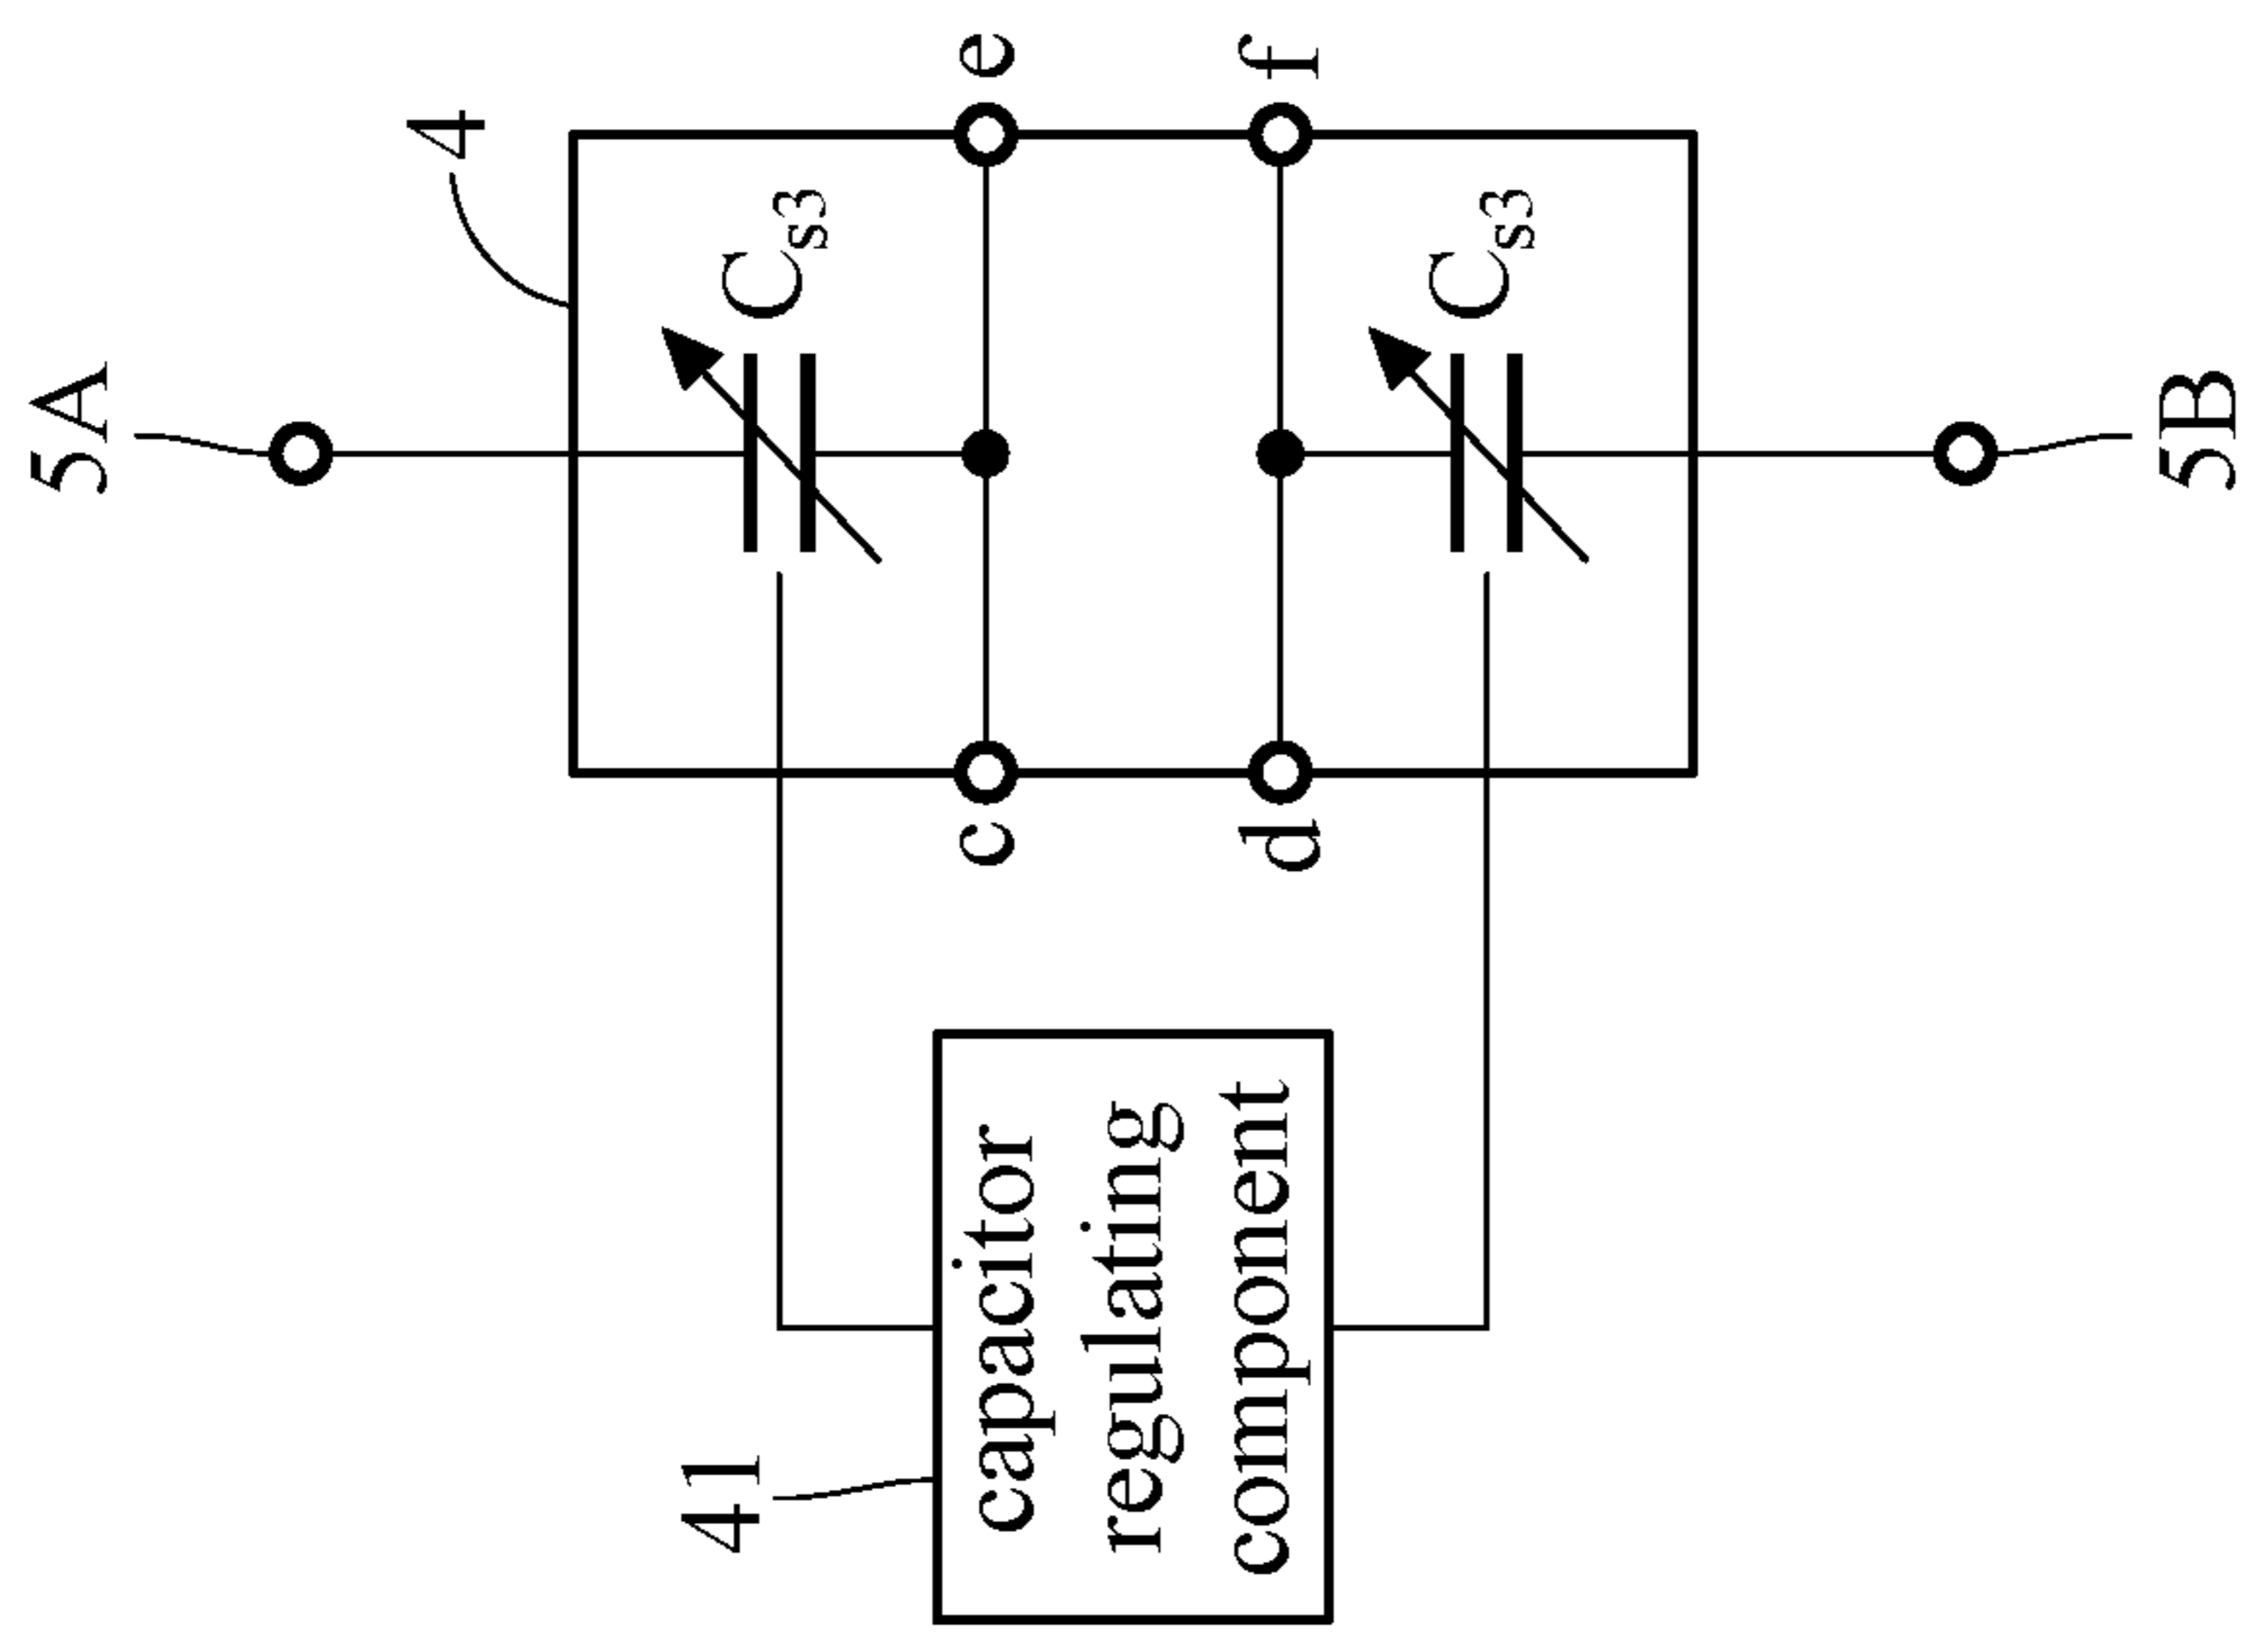 5A
4
e
f
C_s3
C_s3
c
d
5B
41
capacitor
regulating
component